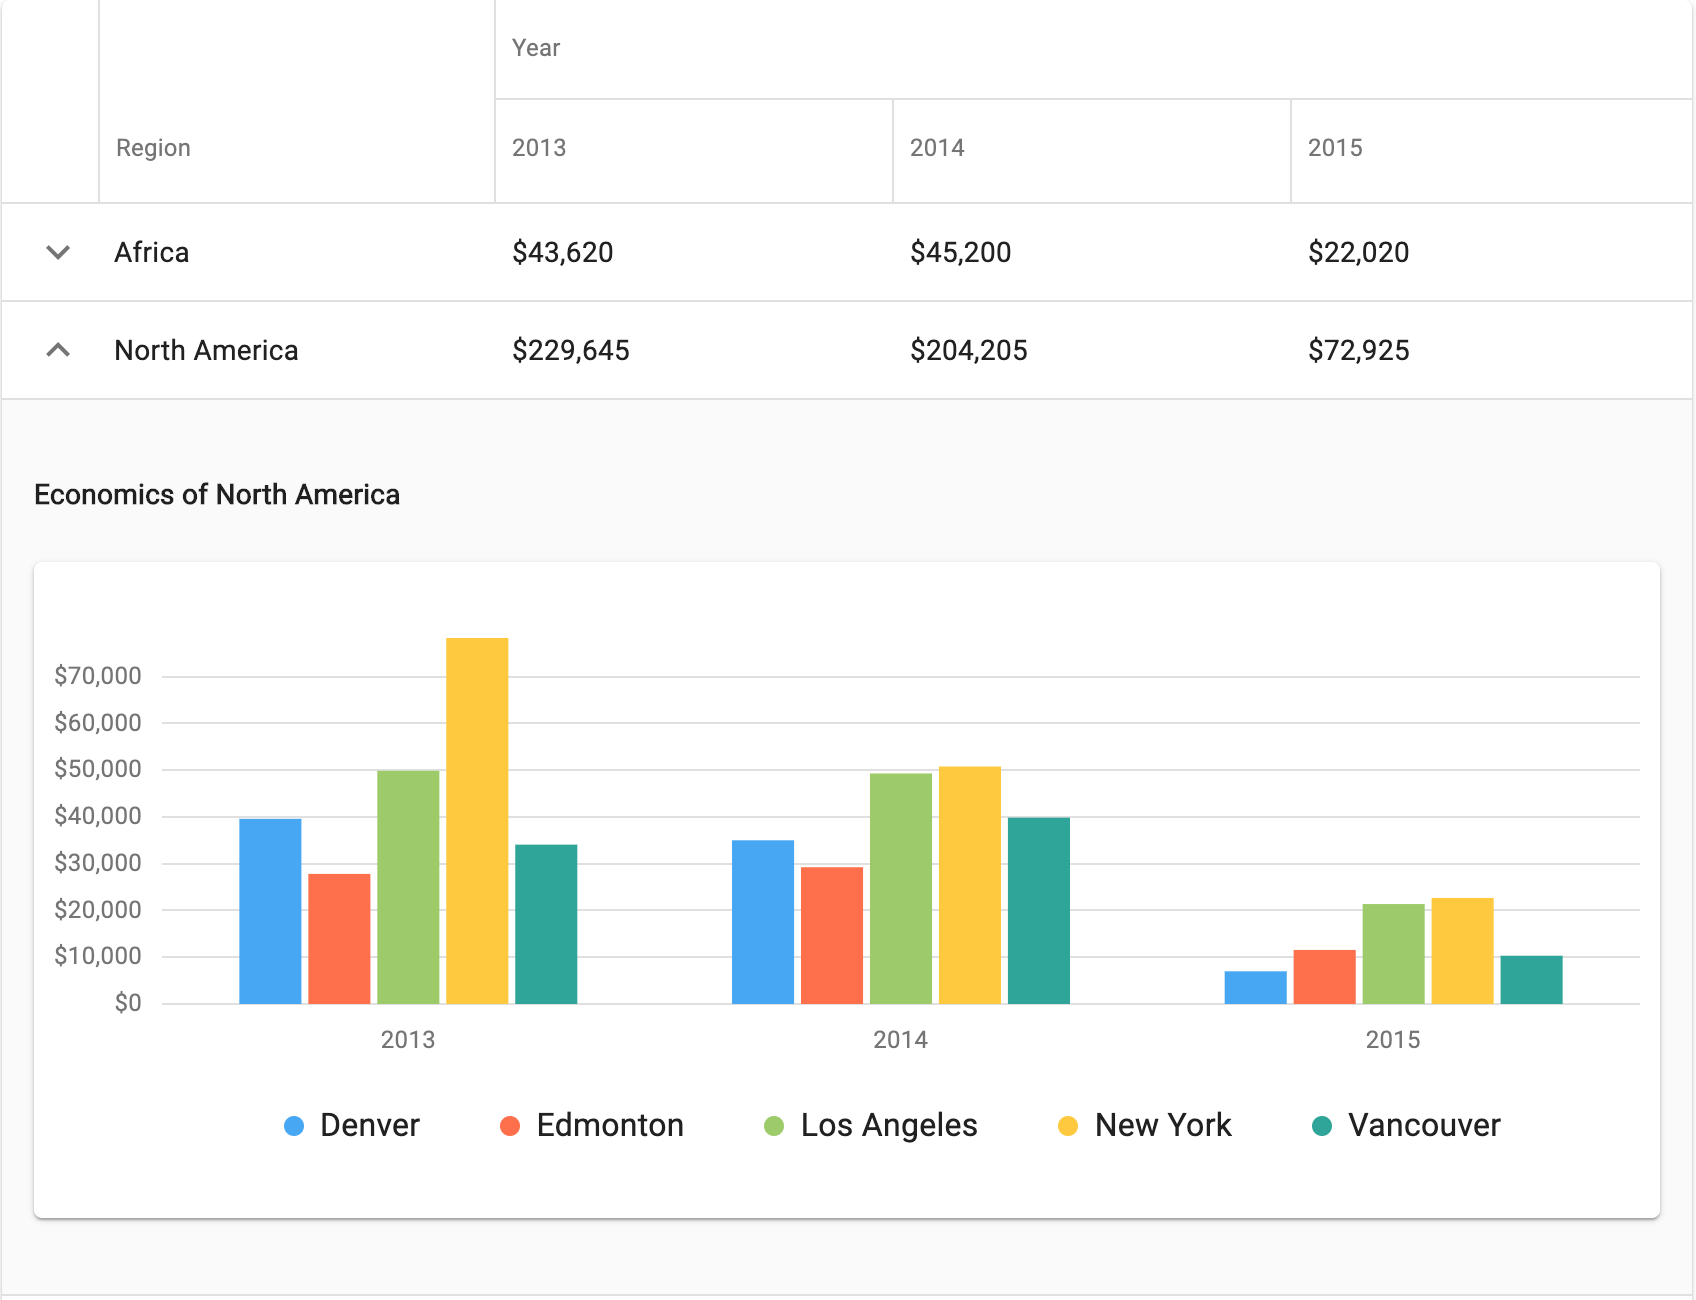 Year
Region 2013 2014 2015
Africa $43,620 $45,200 $22,020
North America $229,645 $204,205 $72,925
Economics of North America
$70,000
$60,000
$50,000
$40,000
$30,000
$20,000
$10,000
$0
2013 2014 2015
Denver Edmonton Los Angeles New York Vancouver